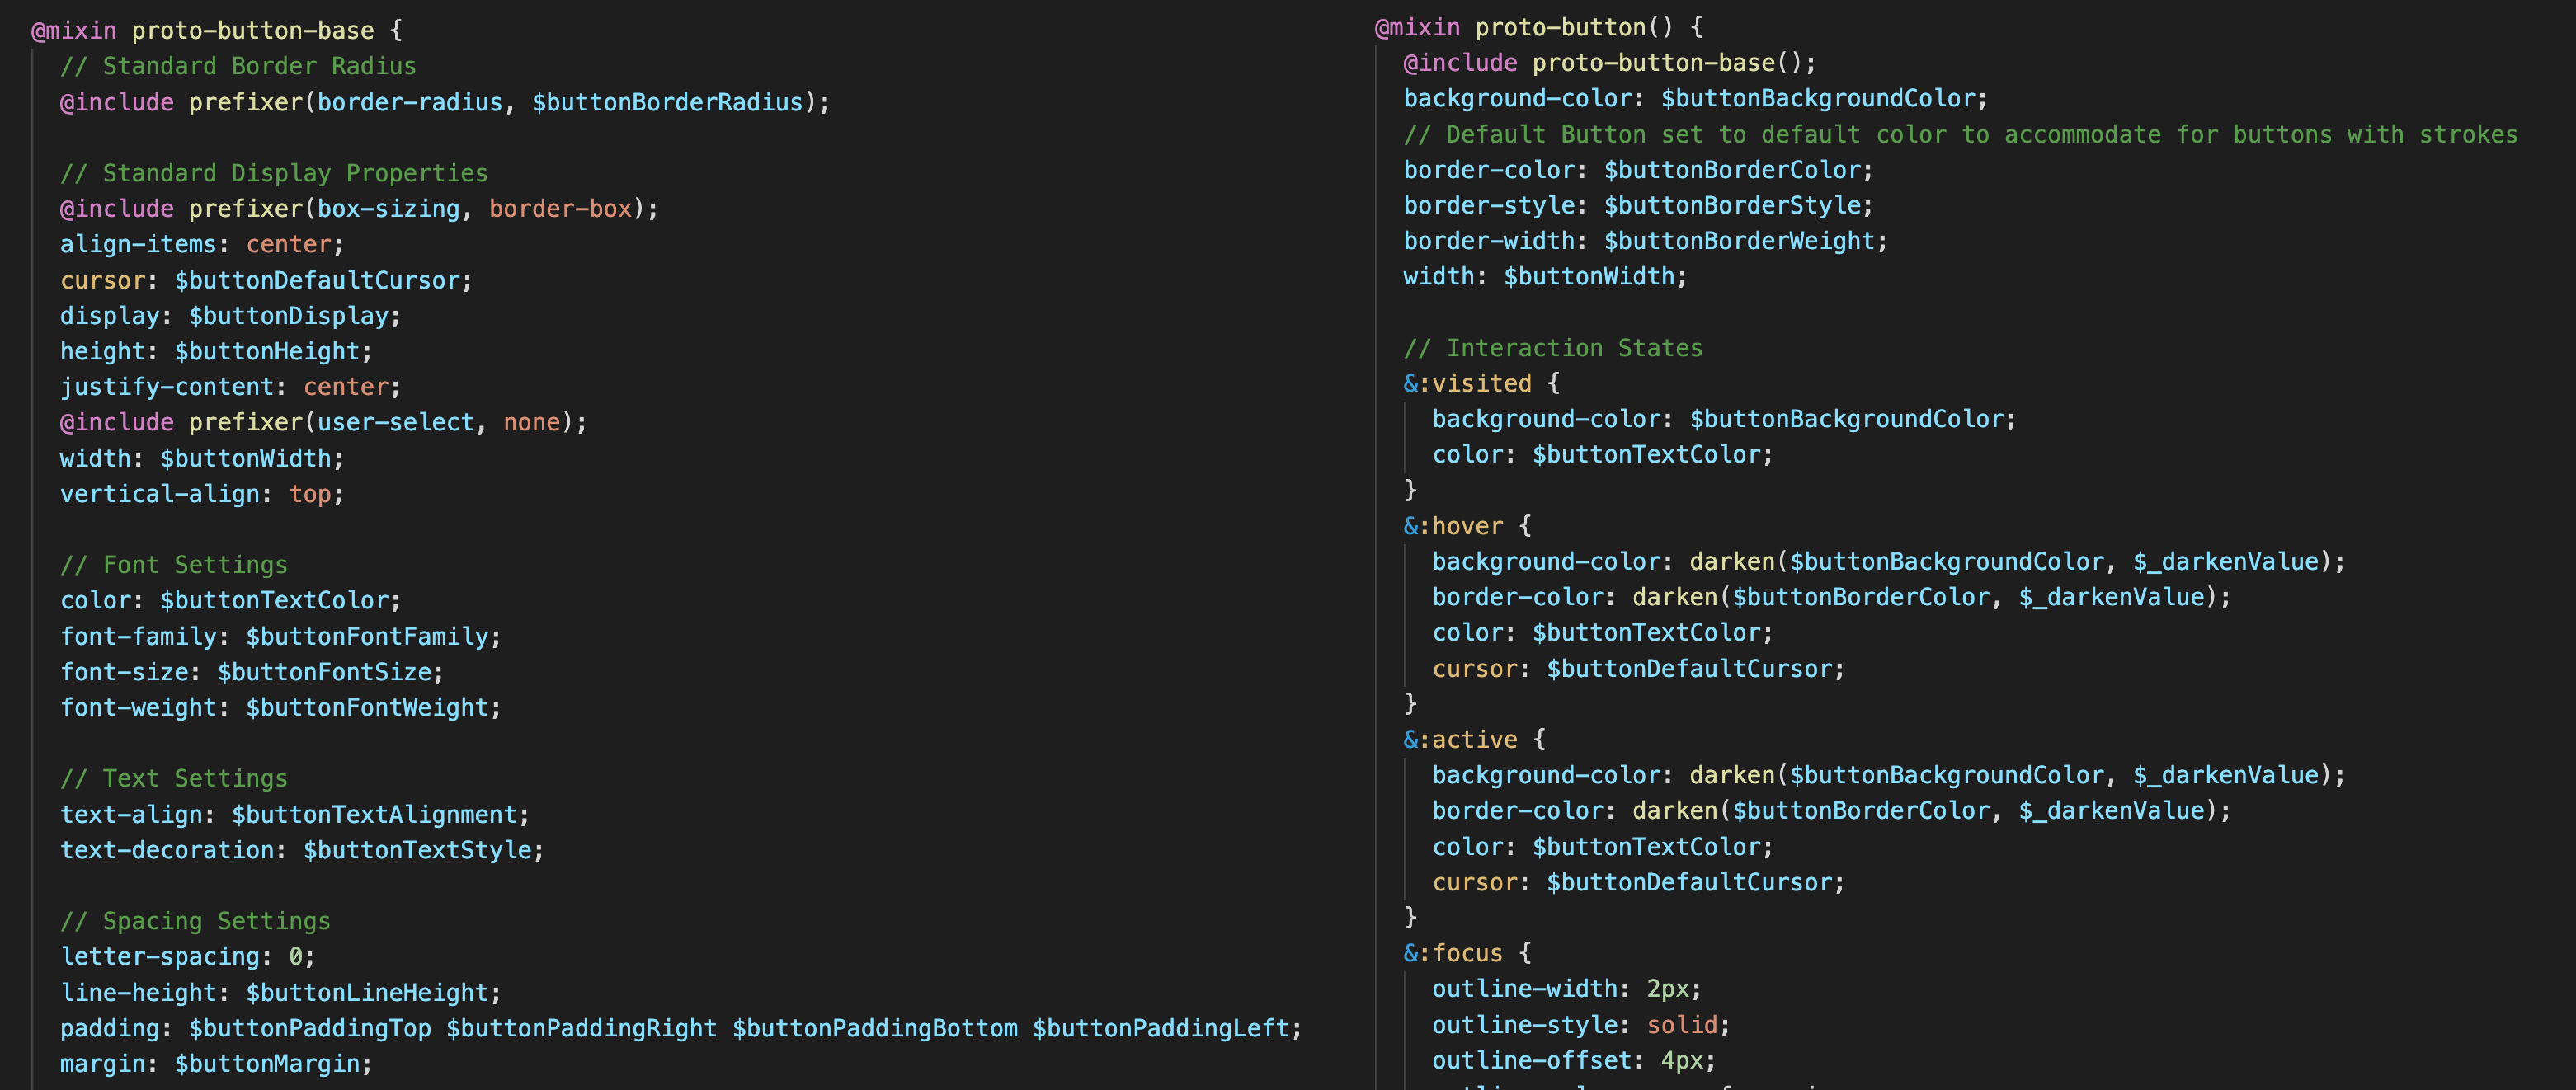 @mixin proto-button-base {
// Standard Border Radius
@include prefixer(border-radius, $buttonBorderRadius);
// Standard Display Properties
@include prefixer(box-sizing, border-box);
align-items: center;
cursor: $buttonDefaultCursor;
display: $buttonDisplay;
height: $buttonHeight;
justify-content: center;
@include prefixer(user-select, none);
width: $buttonWidth;
vertical-align: top;
// Font Settings
color: $buttonTextColor;
font-family: $buttonFontFamily;
font-size: $buttonFontSize;
font-weight: $buttonFontWeight;
// Text Settings
text-align: $buttonTextAlignment;
text-decoration: $buttonTextStyle;
// Spacing Settings
letter-spacing: 0;
line-height: $buttonLineHeight;
padding: $buttonPaddingTop $buttonPaddingRight $buttonPaddingBottom $buttonPaddingLeft;
margin: $buttonMargin;
@mixin proto-button() {
@include proto-button-base();
background-color: $buttonBackgroundColor;
// Default Button set to default color to accommodate for buttons with strokes
border-color: $buttonBorderColor;
border-style: $buttonBorderStyle;
border-width: $buttonBorderWeight;
width: $buttonWidth;
// Interaction States
&:visited {
background-color: $buttonBackgroundColor;
color: $buttonTextColor;
}
&:hover {
background-color: darken($buttonBackgroundColor, $_darkenValue);
border-color: darken($buttonBorderColor, $_darkenValue);
color: $buttonTextColor;
cursor: $buttonDefaultCursor;
}
&:active {
background-color: darken($buttonBackgroundColor, $_darkenValue);
border-color: darken($buttonBorderColor, $_darkenValue);
color: $buttonTextColor;
cursor: $buttonDefaultCursor;
}
&:focus {
outline-width: 2px;
outline-style: solid;
outline-offset: 4px;